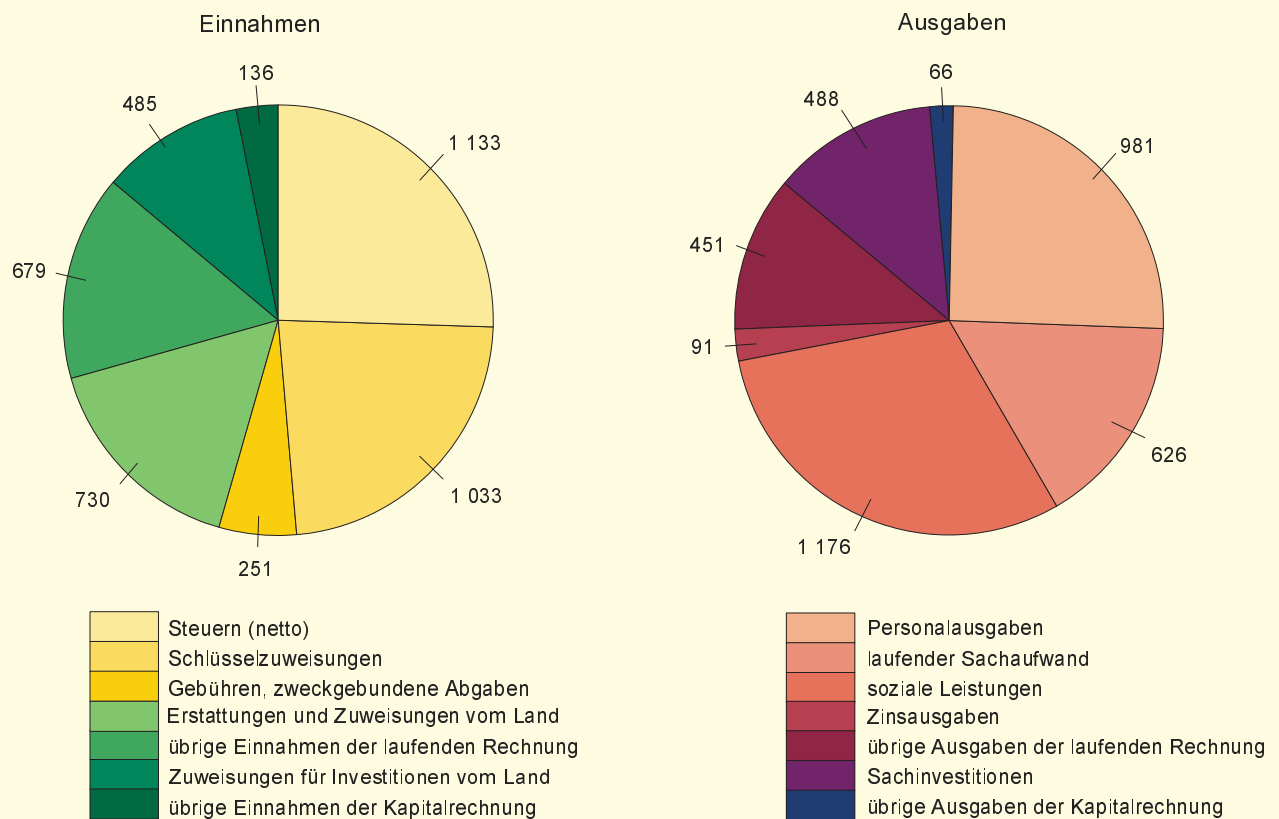 Einnahmen
136
485
1 133
679
730
1 033
251
Steuern (netto)
Schlüsselzuweisungen
Gebühren, zweckgebundene Abgaben
Erstattungen und Zuweisungen vom Land
übrige Einnahmen der laufenden Rechnung
Zuweisungen für Investitionen vom Land
übrige Einnahmen der Kapitalrechnung
Ausgaben
66
488
981
451
91
626
1 176
Personalausgaben
laufender Sachaufwand
soziale Leistungen
Zinsausgaben
übrige Ausgaben der laufenden Rechnung
Sachinvestitionen
übrige Ausgaben der Kapitalrechnung